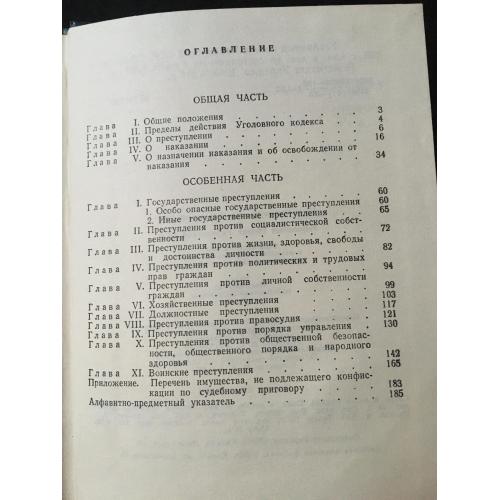 ОГЛАВЛЕНИЕ
ОБЩАЯ ЧАСТЬ
Глава I. Общие положения . . . . . . . . . 3
Глава II. Пределы действия Уголовного кодекса . . . 4
Глава III. О преступлении . . . . . . . . . 6
Глава IV. О наказании . . . . . . . . . 16
Глава V. О назначении наказания и об освобождении от
наказания . . . . . . . . . 34
ОСОБЕННАЯ ЧАСТЬ
Глава I. Государственные преступления . . . . . 60
1. Особо опасные государственные преступления 60
2. Иные государственные преступления . . 65
Глава II. Преступления против социалистической собст-
венности . . . . . . . . . 72
Глава III. Преступления против жизни, здоровья, свободы
и достоинства личности . . . . . 82
Глава IV. Преступления против политических и трудовых
прав граждан . . . . . . . . 94
Глава V. Преступления против личной собственности
граждан . . . . . . . . . 99
Глава VI. Хозяйственные преступления . . . . . 103
Глава VII. Должностные преступления . . . . . 117
Глава VIII. Преступления против правосудия . . . . 121
Глава IX. Преступления против порядка управления . . 130
Глава X. Преступления против общественной безопас-
ности, общественного порядка и народного
здоровья . . . . . . . . . 142
Глава XI. Воинские преступления . . . . . . 165
Приложение. Перечень имущества, не подлежащего конфис-
кации по судебному приговору . . . . 183
Алфавитно-предметный указатель . . . . . . . 185